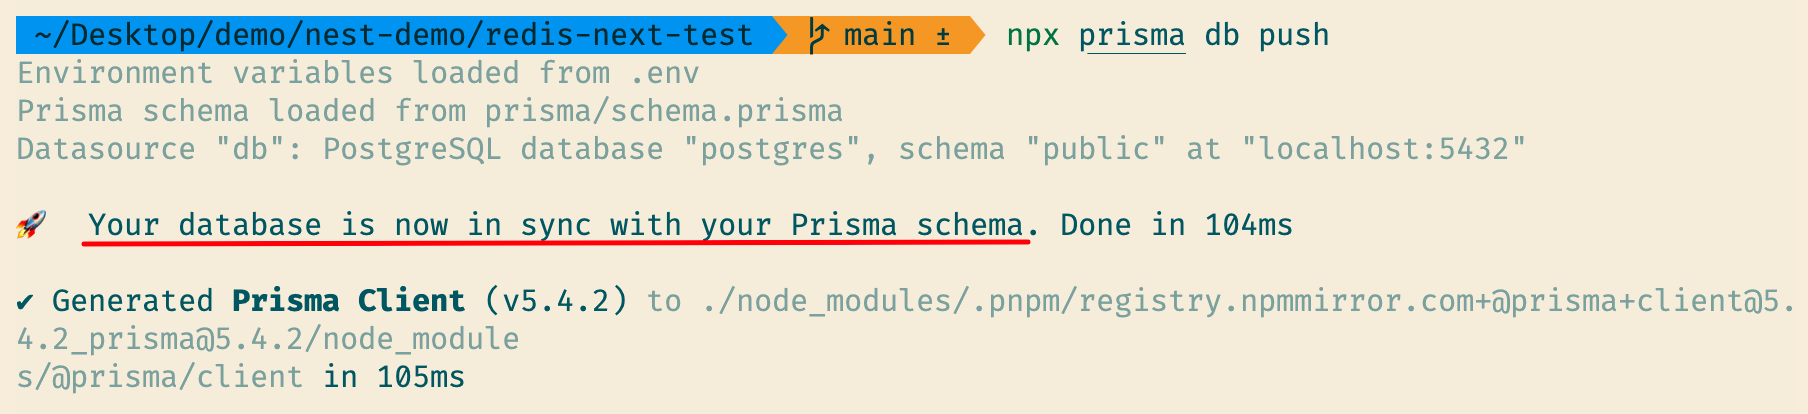 ~/Desktop/demo/nest-demo/redis-next-test main ± npx prisma db push
Environment variables loaded from .env
Prisma schema loaded from prisma/schema.prisma
Datasource "db": PostgreSQL database "postgres", schema "public" at "localhost:5432"
🚀 Your database is now in sync with your Prisma schema. Done in 104ms
✔ Generated Prisma Client (v5.4.2) to ./node_modules/.pnpm/registry.npmmirror.com+@prisma+client@5.
4.2_prisma@5.4.2/node_module
s/@prisma/client in 105ms